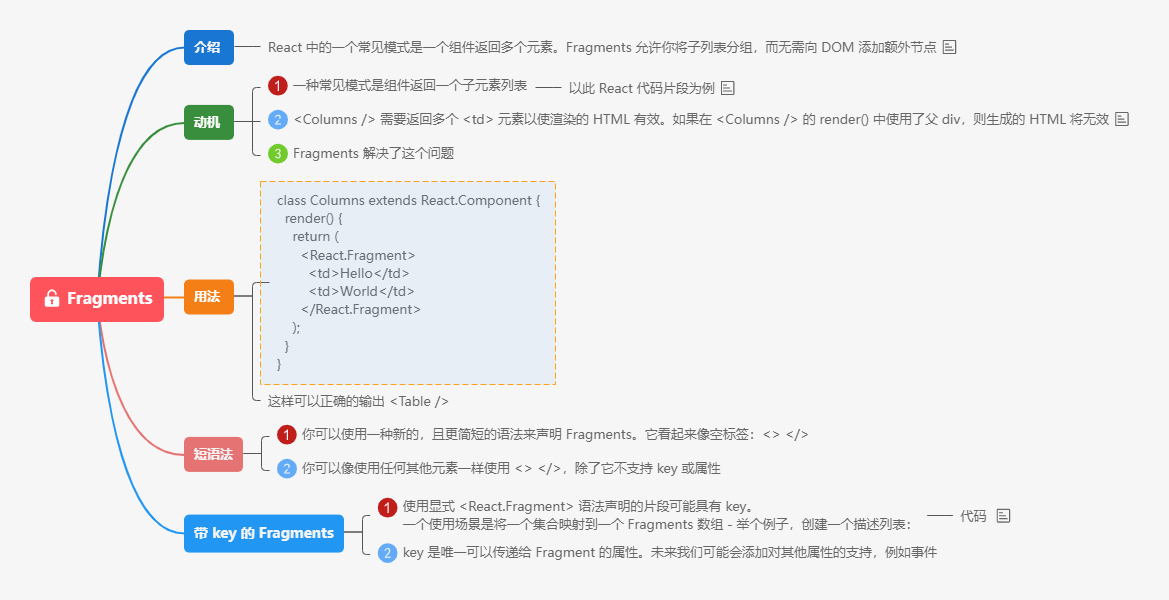 Fragments
介绍
React 中的一个常见模式是一个组件返回多个元素。Fragments 允许你将子列表分组，而无需向 DOM 添加额外节点
动机
1 一种常见模式是组件返回一个子元素列表
以此 React 代码片段为例
2 <Columns /> 需要返回多个 <td> 元素以使渲染的 HTML 有效。如果在 <Columns /> 的 render() 中使用了父 div，则生成的 HTML 将无效
3 Fragments 解决了这个问题
用法
class Columns extends React.Component {
render() {
return (
<React.Fragment>
<td>Hello</td>
<td>World</td>
</React.Fragment>
);
}
}
这样可以正确的输出 <Table />
短语法
1 你可以使用一种新的，且更简短的语法来声明 Fragments。它看起来像空标签：<> </>
2 你可以像使用任何其他元素一样使用 <> </>，除了它不支持 key 或属性
带 key 的 Fragments
1 使用显式 <React.Fragment> 语法声明的片段可能具有 key。
一个使用场景是将一个集合映射到一个 Fragments 数组 - 举个例子，创建一个描述列表：
代码
2 key 是唯一可以传递给 Fragment 的属性。未来我们可能会添加对其他属性的支持，例如事件